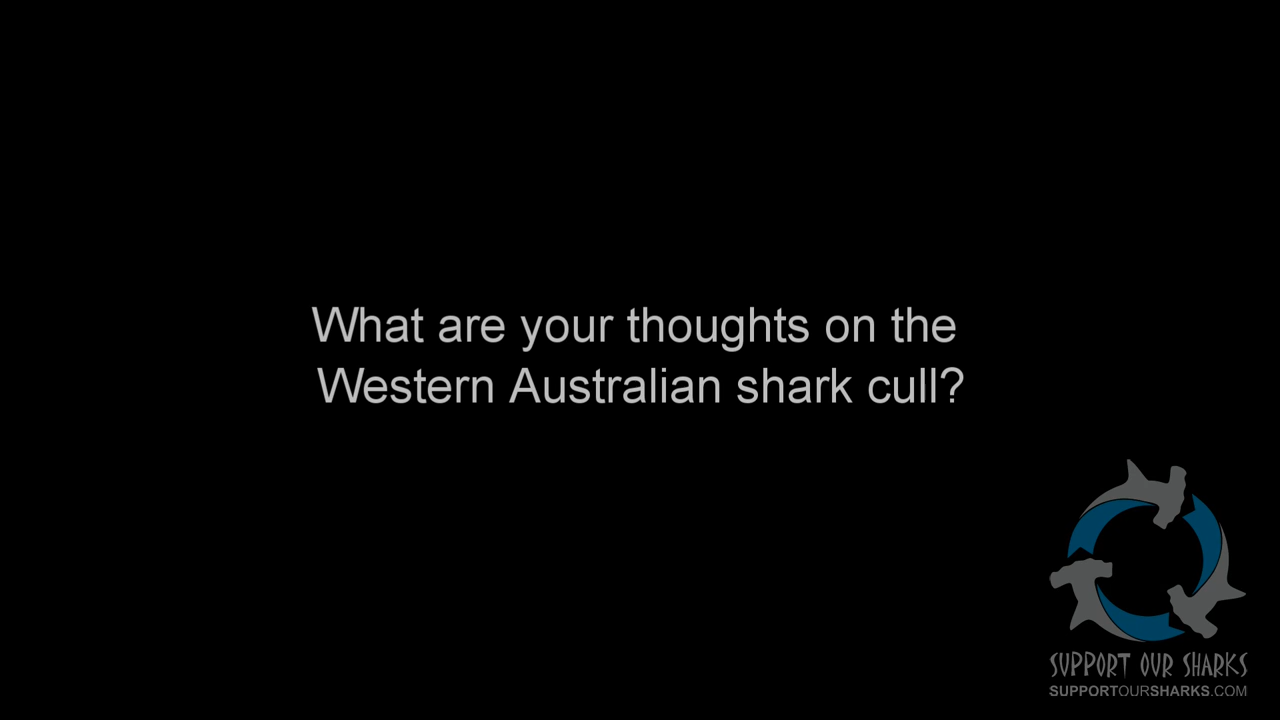 What are your thoughts on the
Western Australian shark cull?
SUPPORT OUR SHARKS
SUPPORTOURSHARKS.COM